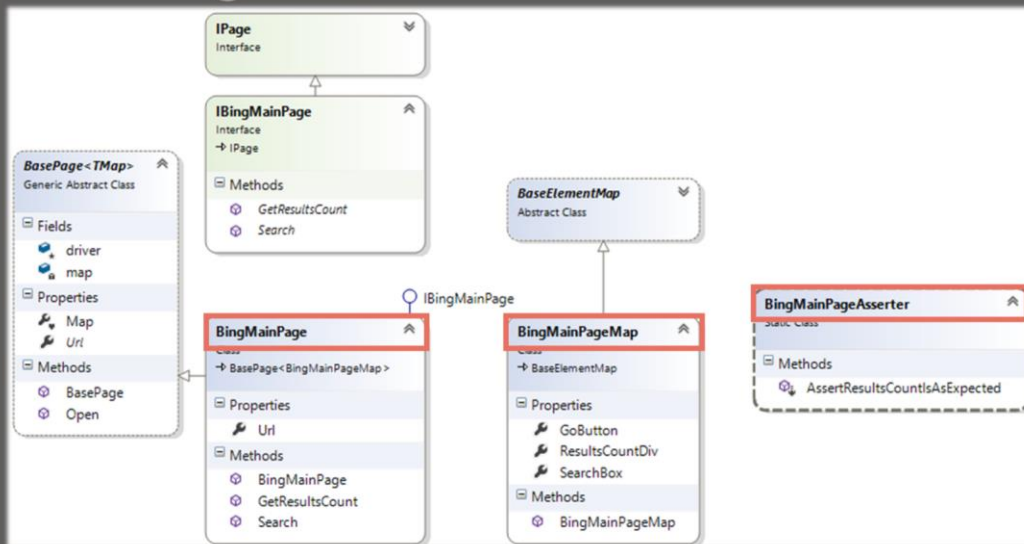 IPage
Interface
IBingMainPage
Interface
IPage
Methods
GetResultsCount
Search
BasePage<TMap>
Generic Abstract Class
Fields
driver
map
Properties
Map
Url
Methods
BasePage
Open
BaseElementMap
Abstract Class
IBingMainPage
BingMainPage
Class
BasePage<BingMainPageMap>
Properties
Url
Methods
BingMainPage
GetResultsCount
Search
BingMainPageMap
Class
BaseElementMap
Properties
GoButton
ResultsCountDiv
SearchBox
Methods
BingMainPageMap
BingMainPageAsserter
Static Class
Methods
AssertResultsCountIsAsExpected